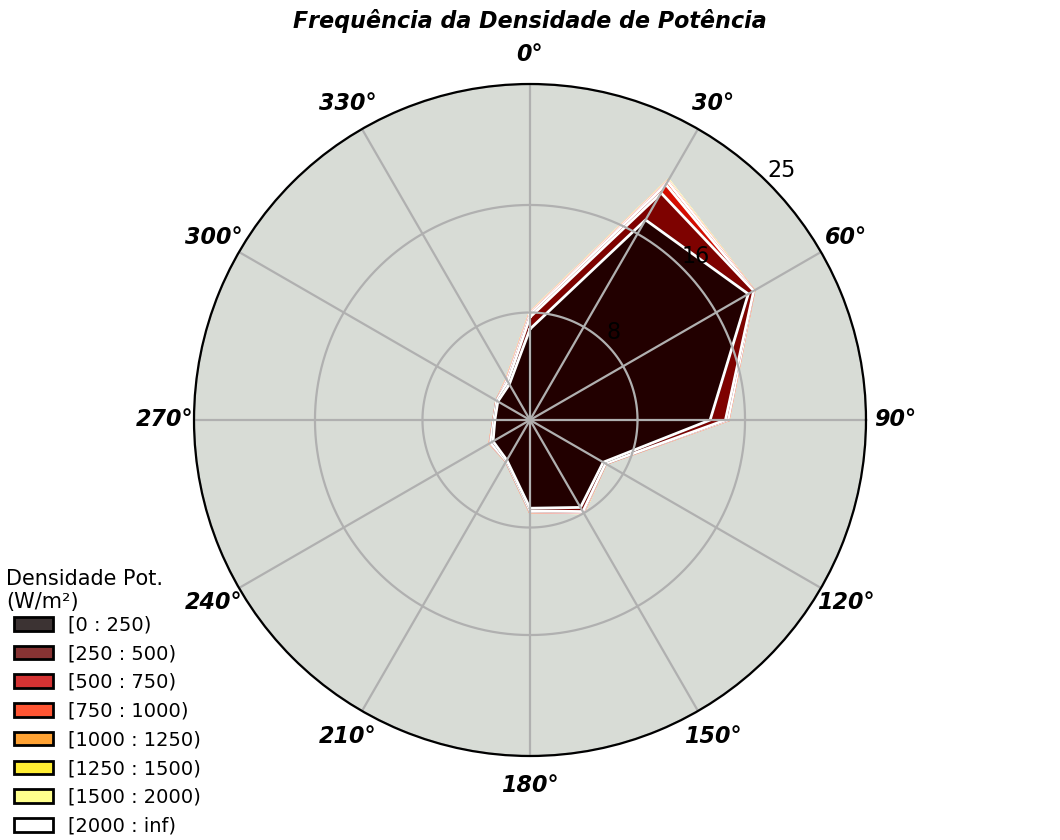 Frequência da Densidade de Potência
0°
330°
30°
25
300°
60°
16
8
270°
90°
Densidade Pot.
(W/m²)
240°
120°
[0 : 250)
[250 : 500)
[500 : 750)
[750 : 1000)
210°
150°
[1000 : 1250)
[1250 : 1500)
180°
[1500 : 2000)
[2000 : inf)